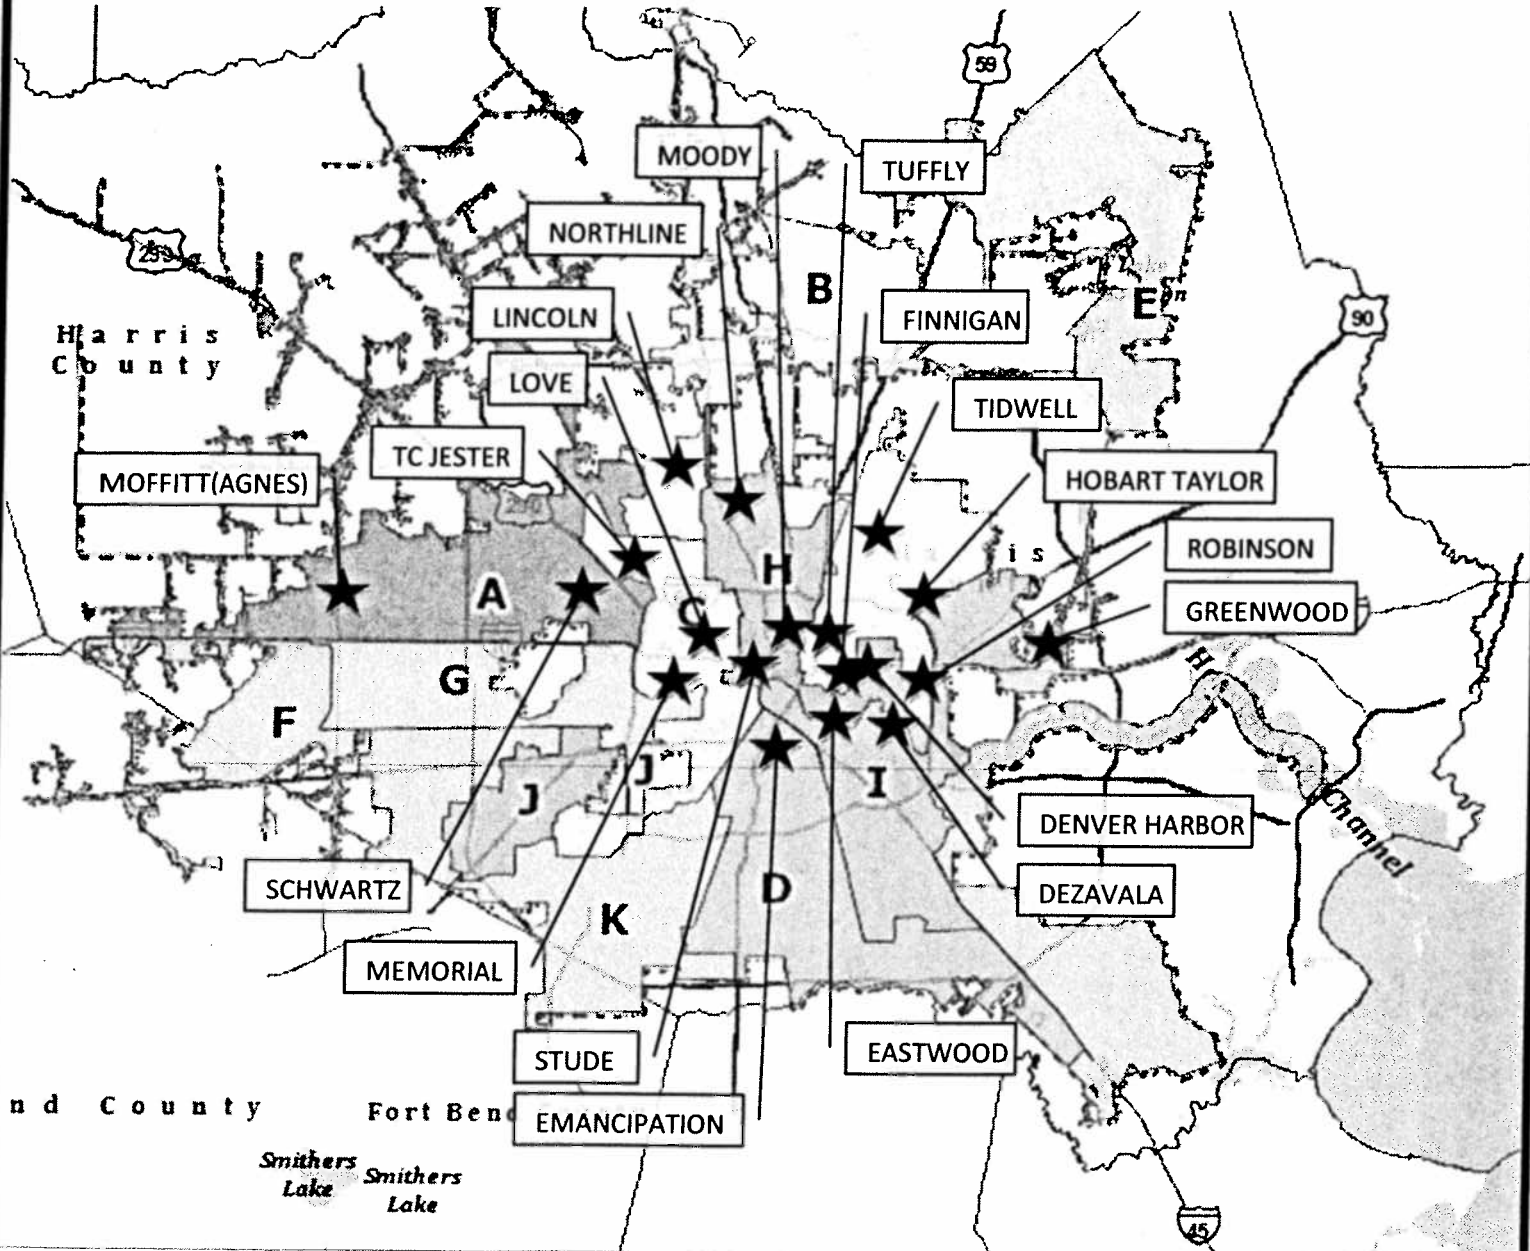 59
MOODY
TUFFLY
NORTHLINE
B
LINCOLN
FINNIGAN
E
n
90
Harris
County
LOVE
TIDWELL
TC JESTER
MOFFITT(AGNES)
HOBART TAYLOR
290
H
is
ROBINSON
A
C
GREENWOOD
G
F
J
J
I
Channel
DENVER HARBOR
SCHWARTZ
D
DEZAVALA
K
MEMORIAL
STUDE
EASTWOOD
nd County
Fort Ben
EMANCIPATION
Smithers
Lake
Smithers
Lake
45